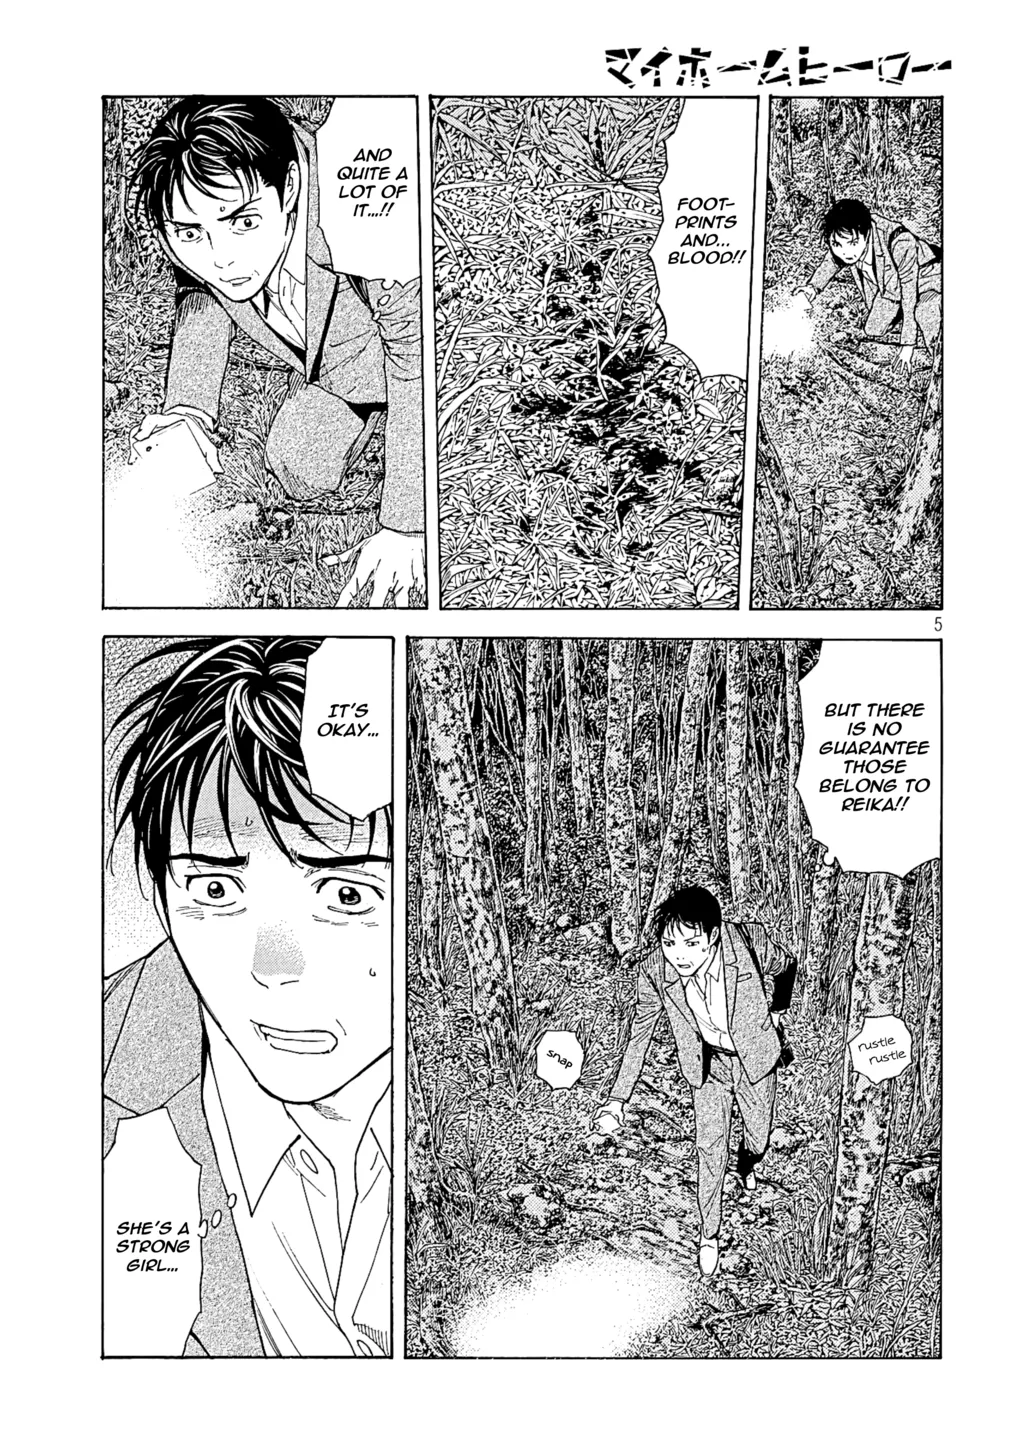 マイホームヒーロー
FOOT-
PRINTS
AND...
BLOOD!!
AND
QUITE A
LOT OF
IT...!!
5
BUT THERE
IS NO
GUARANTEE
THOSE
BELONG TO
REIKA!!
rustle
rustle
snap
IT'S
OKAY...
SHE'S A
STRONG
GIRL...